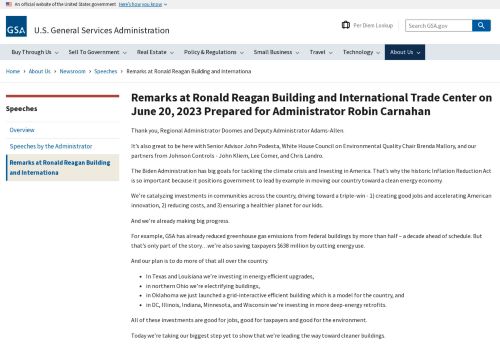 An official website of the United States government Here's how you know
GSA U.S. General Services Administration
Per Diem Lookup
Search GSA.gov
Buy Through Us
Sell To Government
Real Estate
Policy & Regulations
Small Business
Travel
Technology
About Us
Home › About Us › Newsroom › Speeches › Remarks at Ronald Reagan Building and Internationa
Speeches
Overview
Speeches by the Administrator
Remarks at Ronald Reagan Building
and Internationa
Remarks at Ronald Reagan Building and International Trade Center on
June 20, 2023 Prepared for Administrator Robin Carnahan
Thank you, Regional Administrator Doomes and Deputy Administrator Adams-Allen.
It's also great to be here with Senior Advisor John Podesta, White House Council on Environmental Quality Chair Brenda Mallory, and our
partners from Johnson Controls - John Kliem, Lee Comer, and Chris Landro.
The Biden Administration has big goals for tackling the climate crisis and Investing in America. That's why the historic Inflation Reduction Act
is so important because it positions government to lead by example in moving our country toward a clean energy economy.
We're catalyzing investments in communities across the country, driving toward a triple-win - 1) creating good jobs and accelerating American
innovation, 2) reducing costs, and 3) ensuring a healthier planet for our kids.
And we're already making big progress.
For example, GSA has already reduced greenhouse gas emissions from federal buildings by more than half – a decade ahead of schedule. But
that's only part of the story…we're also saving taxpayers $638 million by cutting energy use.
And our plan is to do more of that all over the country.
• In Texas and Louisiana we're investing in energy efficient upgrades,
• in northern Ohio we're electrifying buildings,
• in Oklahoma we just launched a grid-interactive efficient building which is a model for the country, and
• in DC, Illinois, Indiana, Minnesota, and Wisconsin we're investing in more deep-energy retrofits.
All of these investments are good for jobs, good for taxpayers and good for the environment.
Today we're taking our biggest step yet to show that we're leading the way toward cleaner buildings.